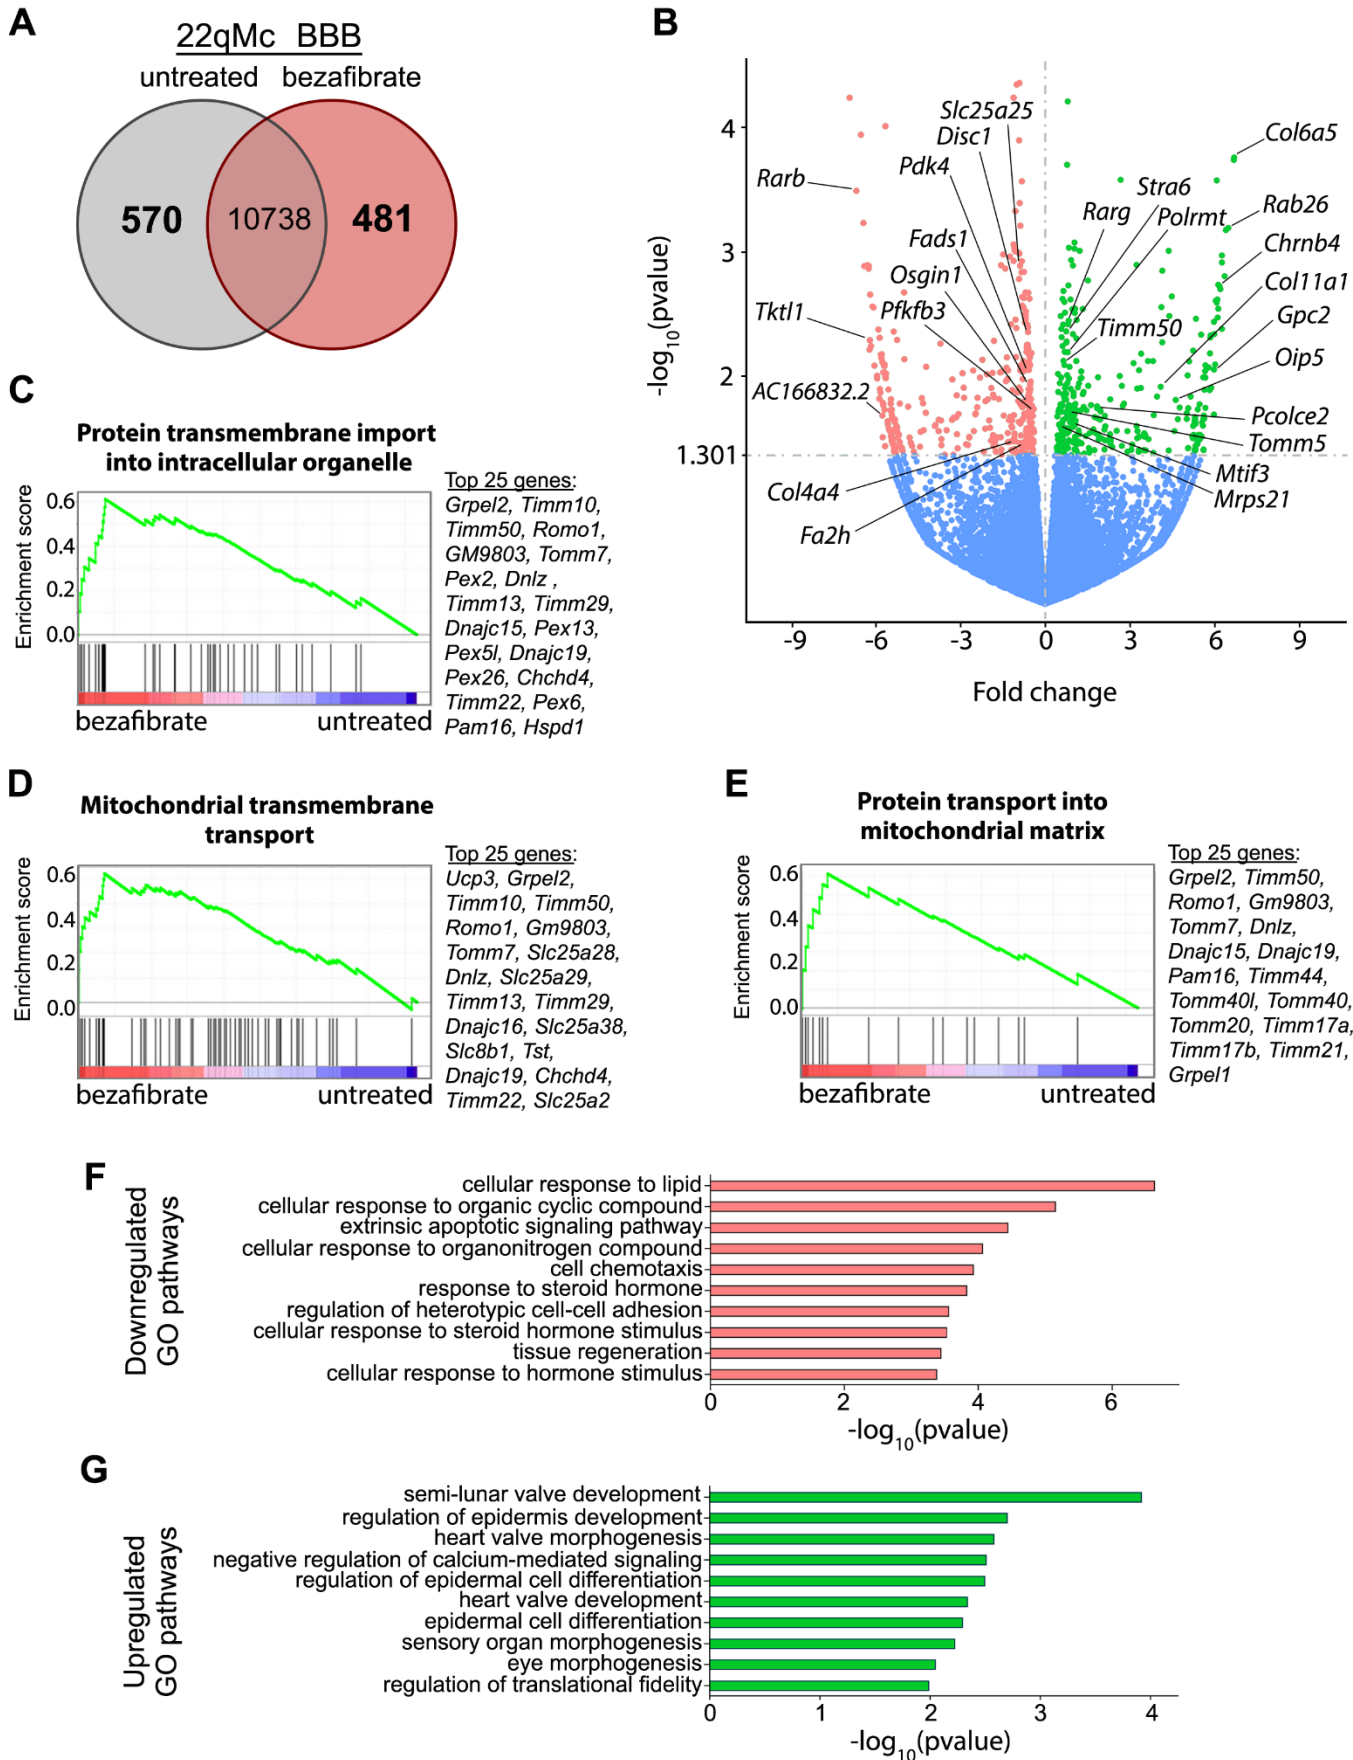 A
22qMc BBB
untreated bezafibrate
570
10738
481
B
-log10(pvalue)
4
3
2
1.301
-9
-6
-3
0
3
6
9
Fold change
Slc25a25
Disc1
Pdk4
Rarb
Fads1
Osgin1
Pfkfb3
Tktl1
AC166832.2
Col4a4
Fa2h
Col6a5
Stra6
Rarg
Polrmt
Rab26
Chrnb4
Col11a1
Gpc2
Timm50
Oip5
Pcolce2
Tomm5
Mtif3
Mrps21
C
Protein transmembrane import
into intracellular organelle
Enrichment score
0.6
0.4
0.2
0.0
bezafibrate
untreated
Top 25 genes:
Grpel2, Timm10,
Timm50, Romo1,
GM9803, Tomm7,
Pex2, Dnlz ,
Timm13, Timm29,
Dnajc15, Pex13,
Pex5l, Dnajc19,
Pex26, Chchd4,
Timm22, Pex6,
Pam16, Hspd1
D
Mitochondrial transmembrane
transport
Enrichment score
0.6
0.4
0.2
0.0
bezafibrate
untreated
Top 25 genes:
Ucp3, Grpel2,
Timm10, Timm50,
Romo1, Gm9803,
Tomm7, Slc25a28,
Dnlz, Slc25a29,
Timm13, Timm29,
Dnajc16, Slc25a38,
Slc8b1, Tst,
Dnajc19, Chchd4,
Timm22, Slc25a2
E
Protein transport into
mitochondrial matrix
Enrichment score
0.6
0.4
0.2
0.0
bezafibrate
untreated
Top 25 genes:
Grpel2, Timm50,
Romo1, Gm9803,
Tomm7, Dnlz,
Dnajc15, Dnajc19,
Pam16, Timm44,
Tomm40l, Tomm40,
Tomm20, Timm17a,
Timm17b, Timm21,
Grpel1
F
Downregulated
GO pathways
cellular response to lipid
cellular response to organic cyclic compound
extrinsic apoptotic signaling pathway
cellular response to organonitrogen compound
cell chemotaxis
response to steroid hormone
regulation of heterotypic cell-cell adhesion
cellular response to steroid hormone stimulus
tissue regeneration
cellular response to hormone stimulus
0
2
4
6
-log10(pvalue)
G
Upregulated
GO pathways
semi-lunar valve development
regulation of epidermis development
heart valve morphogenesis
negative regulation of calcium-mediated signaling
regulation of epidermal cell differentiation
heart valve development
epidermal cell differentiation
sensory organ morphogenesis
eye morphogenesis
regulation of translational fidelity
0
1
2
3
4
-log10(pvalue)